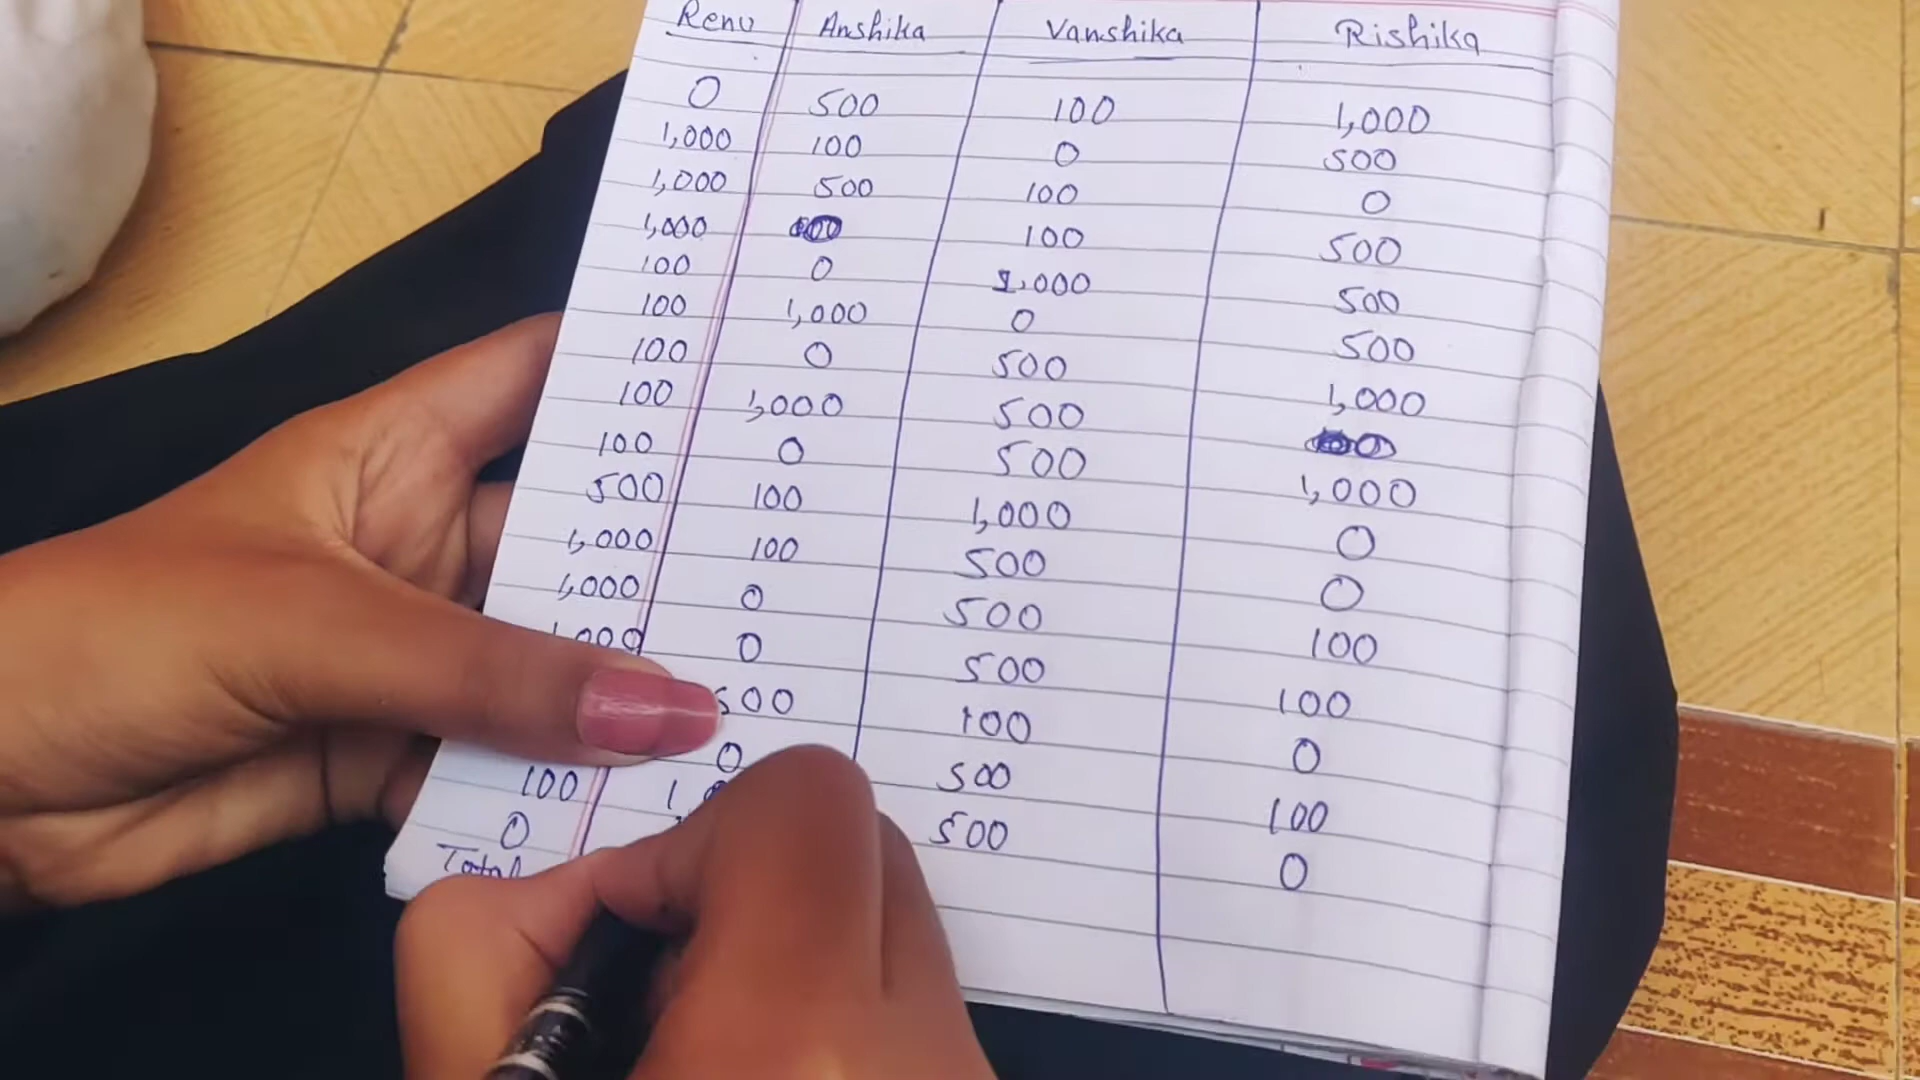 Renu Anshika Vanshika Rishika
0 500 100 1,000
1,000 100 0 500
1,000 500 100 0
1,000 100 500
100 0 1,000 500
100 1,000 0 500
100 0 500 1,000
100 1,000 500
100 0 500 1,000
500 100 1,000 0
1,000 100 500 0
1,000 0 500 100
1,000 0 500 100
500 100 0
0 500 100
100 500 0
0
Total